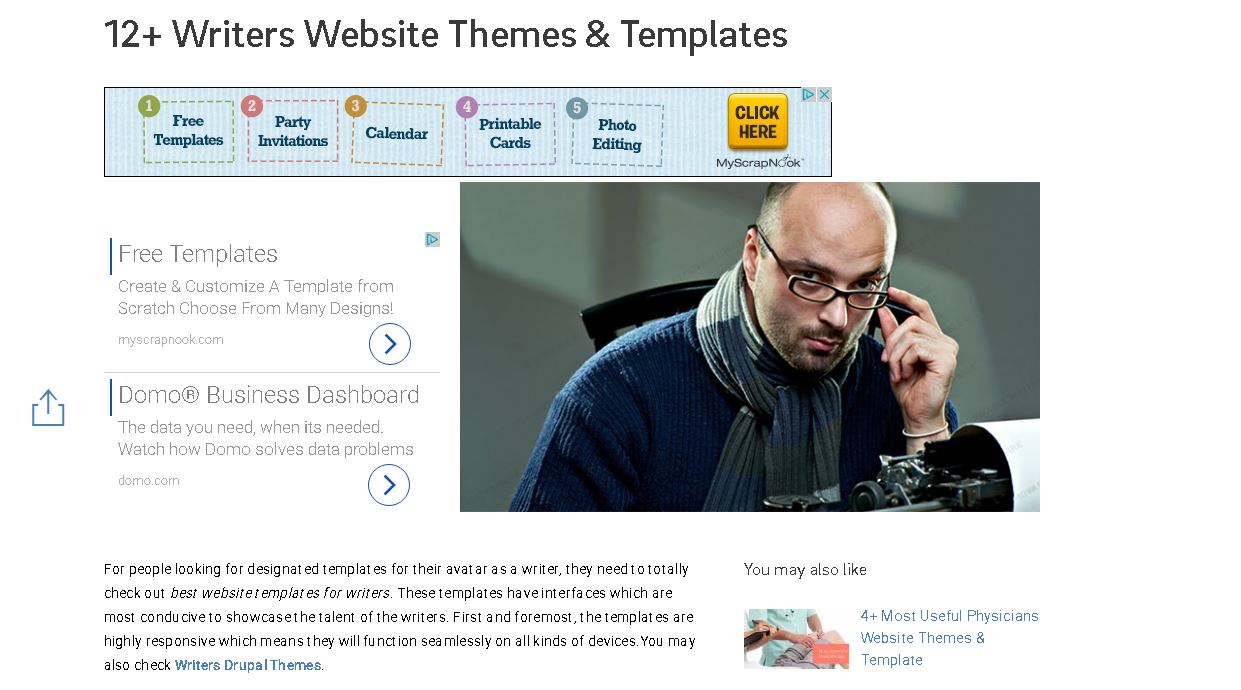 12+ Writers Website Themes & Templates
1 Free Templates
2 Party Invitations
3 Calendar
4 Printable Cards
5 Photo Editing
CLICK HERE
MyScrapNook™
Free Templates
Create & Customize A Template from
Scratch Choose From Many Designs!
myscrapnook.com
Domo® Business Dashboard
The data you need, when its needed.
Watch how Domo solves data problems
domo.com
For people looking for designated templates for their avatar as a writer, they need to totally
check out best website templates for writers. These templates have interfaces which are
most conducive to showcase the talent of the writers. First and foremost, the templates are
highly responsive which means they will function seamlessly on all kinds of devices.You may
also check Writers Drupal Themes.
You may also like
4+ Most Useful Physicians
Website Themes &
Template